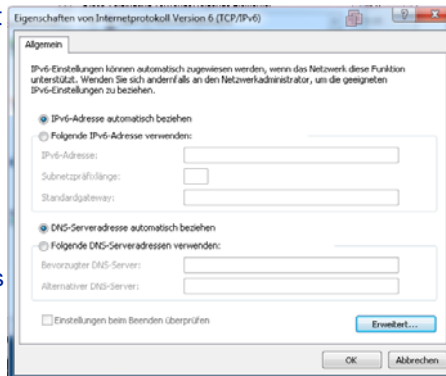 Eigenschaften von Internetprotokoll Version 6 (TCP/IPv6)
Allgemein
IPv6-Einstellungen können automatisch zugewiesen werden, wenn das Netzwerk diese Funktion
unterstützt. Wenden Sie sich andernfalls an den Netzwerkadministrator, um die geeigneten
IPv6-Einstellungen zu beziehen.
IPv6-Adresse automatisch beziehen
Folgende IPv6-Adresse verwenden:
IPv6-Adresse:
Subnetzpräfixlänge:
Standardgateway:
DNS-Serveradresse automatisch beziehen
Folgende DNS-Serveradressen verwenden:
Bevorzugter DNS-Server:
Alternativer DNS-Server:
Einstellungen beim Beenden überprüfen
Erweitert...
OK
Abbrechen